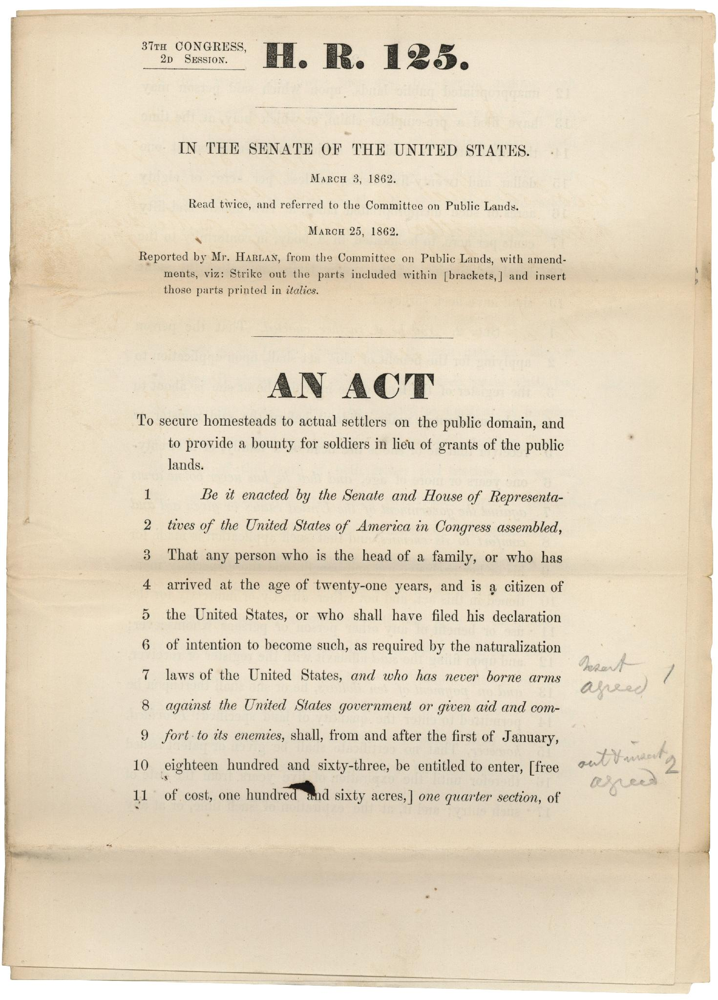 37TH CONGRESS,
2D SESSION.
H. R. 125.
IN THE SENATE OF THE UNITED STATES.
MARCH 3, 1862.
Read twice, and referred to the Committee on Public Lands.
MARCH 25, 1862.
Reported by Mr. HARLAN, from the Committee on Public Lands, with amend-
ments, viz: Strike out the parts included within [brackets,] and insert
those parts printed in italics.
AN ACT
To secure homesteads to actual settlers on the public domain, and
to provide a bounty for soldiers in lieu of grants of the public
lands.
1 Be it enacted by the Senate and House of Representa-
2 tives of the United States of America in Congress assembled,
3 That any person who is the head of a family, or who has
4 arrived at the age of twenty-one years, and is a citizen of
5 the United States, or who shall have filed his declaration
6 of intention to become such, as required by the naturalization
7 laws of the United States, and who has never borne arms
insert 1
agreed
8 against the United States government or given aid and com-
9 fort to its enemies, shall, from and after the first of January,
10 eighteen hundred and sixty-three, be entitled to enter, [free
out & insert 2
agreed
11 of cost, one hundred and sixty acres,] one quarter section, of